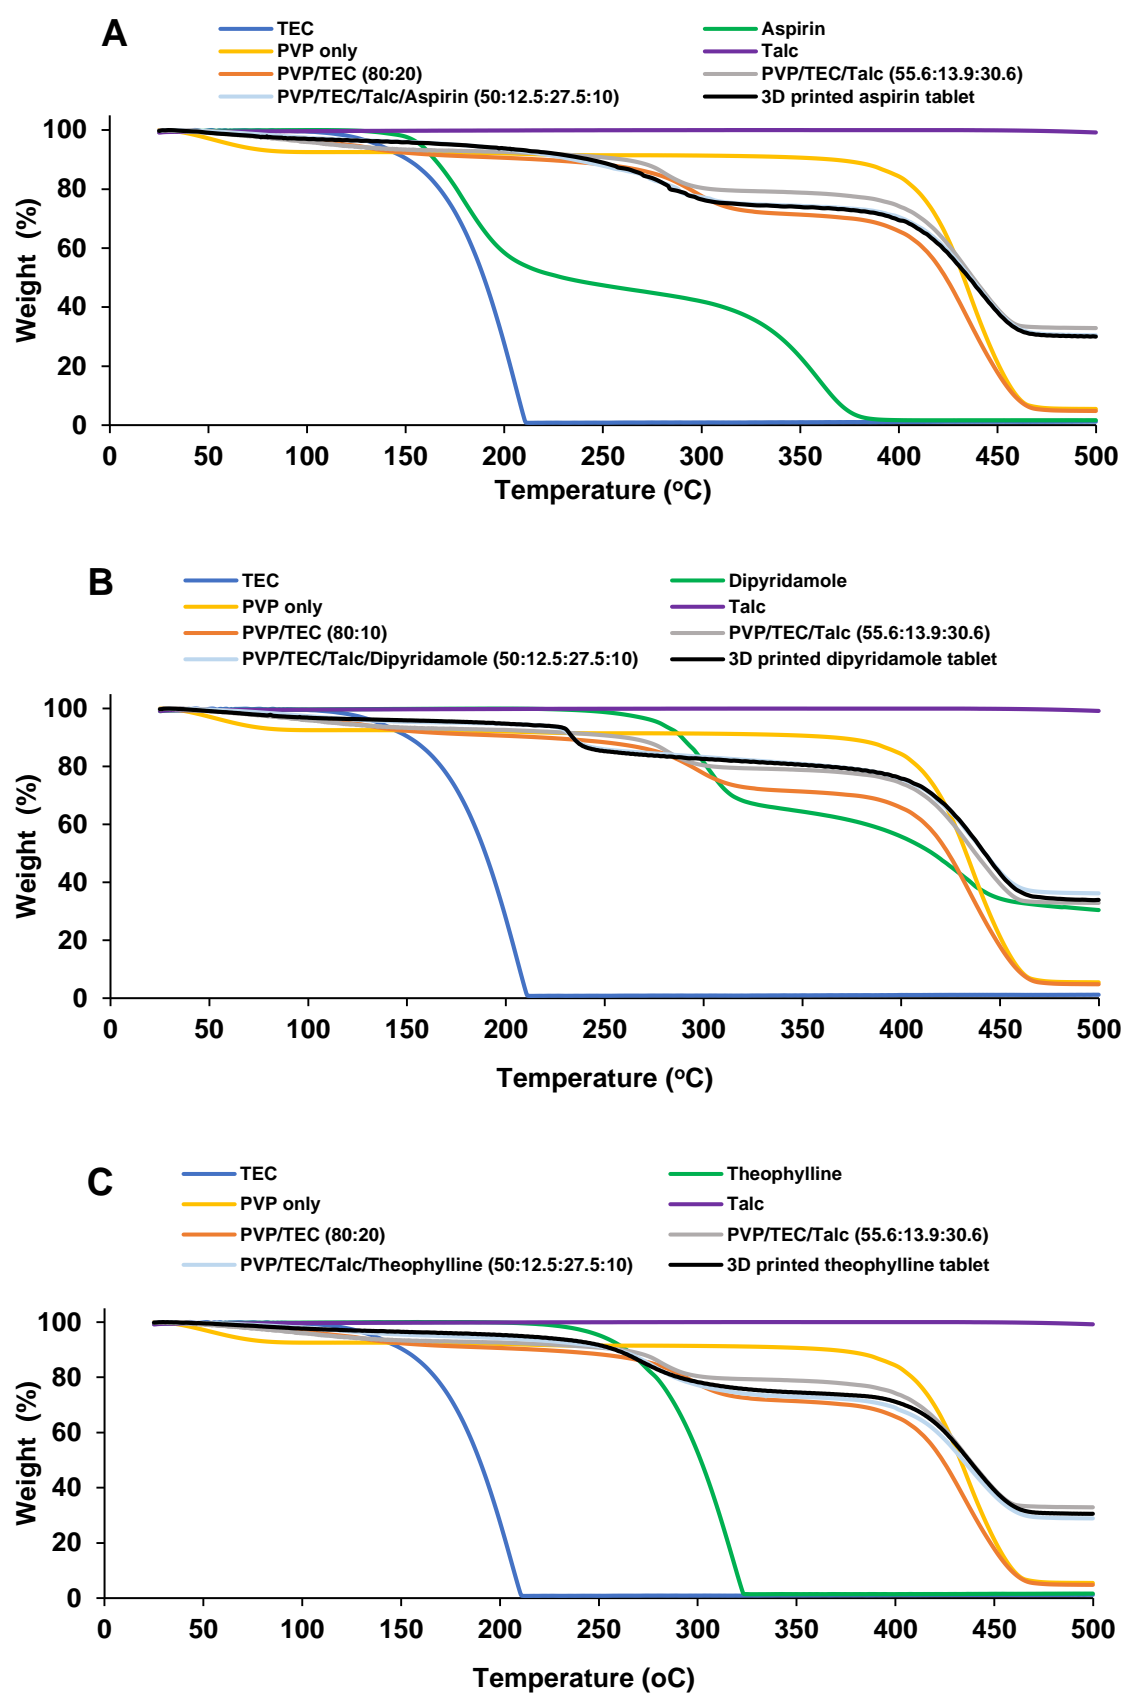 A
TEC
Aspirin
PVP only
Talc
PVP/TEC (80:20)
PVP/TEC/Talc (55.6:13.9:30.6)
PVP/TEC/Talc/Aspirin (50:12.5:27.5:10)
3D printed aspirin tablet
100
80
60
40
20
0
Weight (%)
0 50 100 150 200 250 300 350 400 450 500
Temperature (ºC)
B
TEC
Dipyridamole
PVP only
Talc
PVP/TEC (80:10)
PVP/TEC/Talc (55.6:13.9:30.6)
PVP/TEC/Talc/Dipyridamole (50:12.5:27.5:10)
3D printed dipyridamole tablet
100
80
60
40
20
0
Weight (%)
0 50 100 150 200 250 300 350 400 450 500
Temperature (ºC)
C
TEC
Theophylline
PVP only
Talc
PVP/TEC (80:20)
PVP/TEC/Talc (55.6:13.9:30.6)
PVP/TEC/Talc/Theophylline (50:12.5:27.5:10)
3D printed theophylline tablet
100
80
60
40
20
0
Weight (%)
0 50 100 150 200 250 300 350 400 450 500
Temperature (oC)